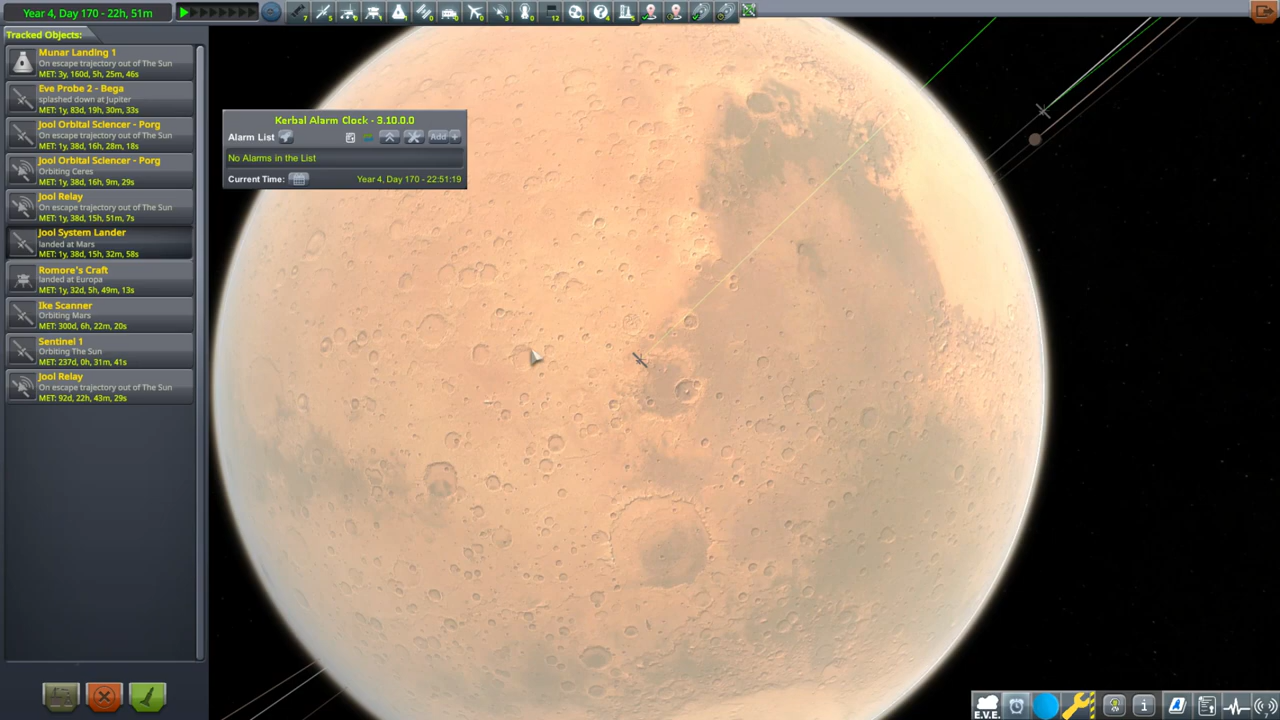 Year 4, Day 170 - 22h, 51m
Tracked Objects:
Munar Landing 1
On escape trajectory out of The Sun
MET: 3y, 160d, 5h, 25m, 46s
Eve Probe 2 - Bega
splashed down at Jupiter
MET: 1y, 83d, 19h, 30m, 33s
Jool Orbital Sciencer - Porg
On escape trajectory out of The Sun
MET: 1y, 38d, 16h, 28m, 18s
Jool Orbital Sciencer - Porg
Orbiting Ceres
MET: 1y, 38d, 16h, 9m, 29s
Jool Relay
On escape trajectory out of The Sun
MET: 1y, 38d, 15h, 51m, 7s
Jool System Lander
landed at Mars
MET: 1y, 38d, 15h, 32m, 58s
Romore's Craft
landed at Europa
MET: 1y, 32d, 5h, 49m, 13s
Ike Scanner
Orbiting Mars
MET: 300d, 6h, 22m, 20s
Sentinel 1
Orbiting The Sun
MET: 237d, 0h, 31m, 41s
Jool Relay
On escape trajectory out of The Sun
MET: 92d, 22h, 43m, 29s
Kerbal Alarm Clock - 3.10.0.0
Alarm List
Add +
No Alarms in the List
Current Time:
Year 4, Day 170 - 22:51:19
E.V.E.